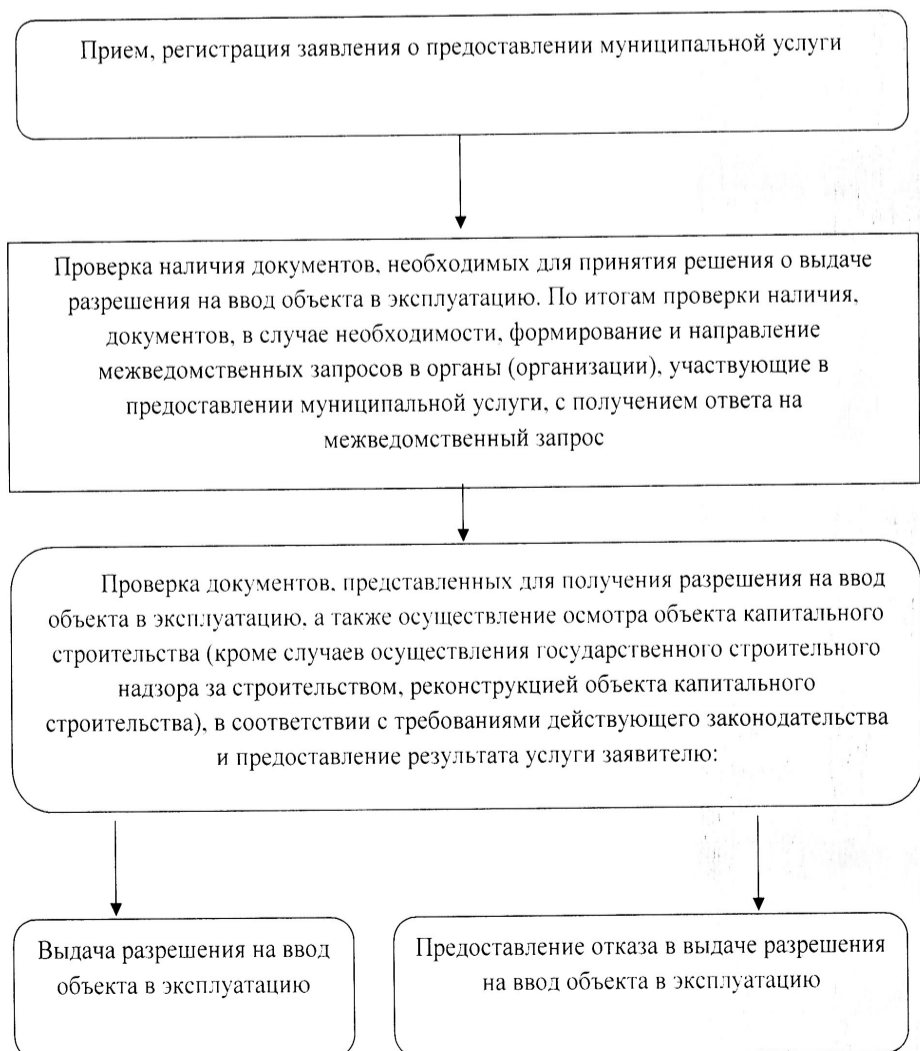 Прием, регистрация заявления о предоставлении муниципальной услуги
Проверка наличия документов, необходимых для принятия решения о выдаче
разрешения на ввод объекта в эксплуатацию. По итогам проверки наличия,
документов, в случае необходимости, формирование и направление
межведомственных запросов в органы (организации), участвующие в
предоставлении муниципальной услуги, с получением ответа на
межведомственный запрос
Проверка документов, представленных для получения разрешения на ввод
объекта в эксплуатацию, а также осуществление осмотра объекта капитального
строительства (кроме случаев осуществления государственного строительного
надзора за строительством, реконструкцией объекта капитального
строительства), в соответствии с требованиями действующего законодательства
и предоставление результата услуги заявителю:
Выдача разрешения на ввод
объекта в эксплуатацию
Предоставление отказа в выдаче разрешения
на ввод объекта в эксплуатацию